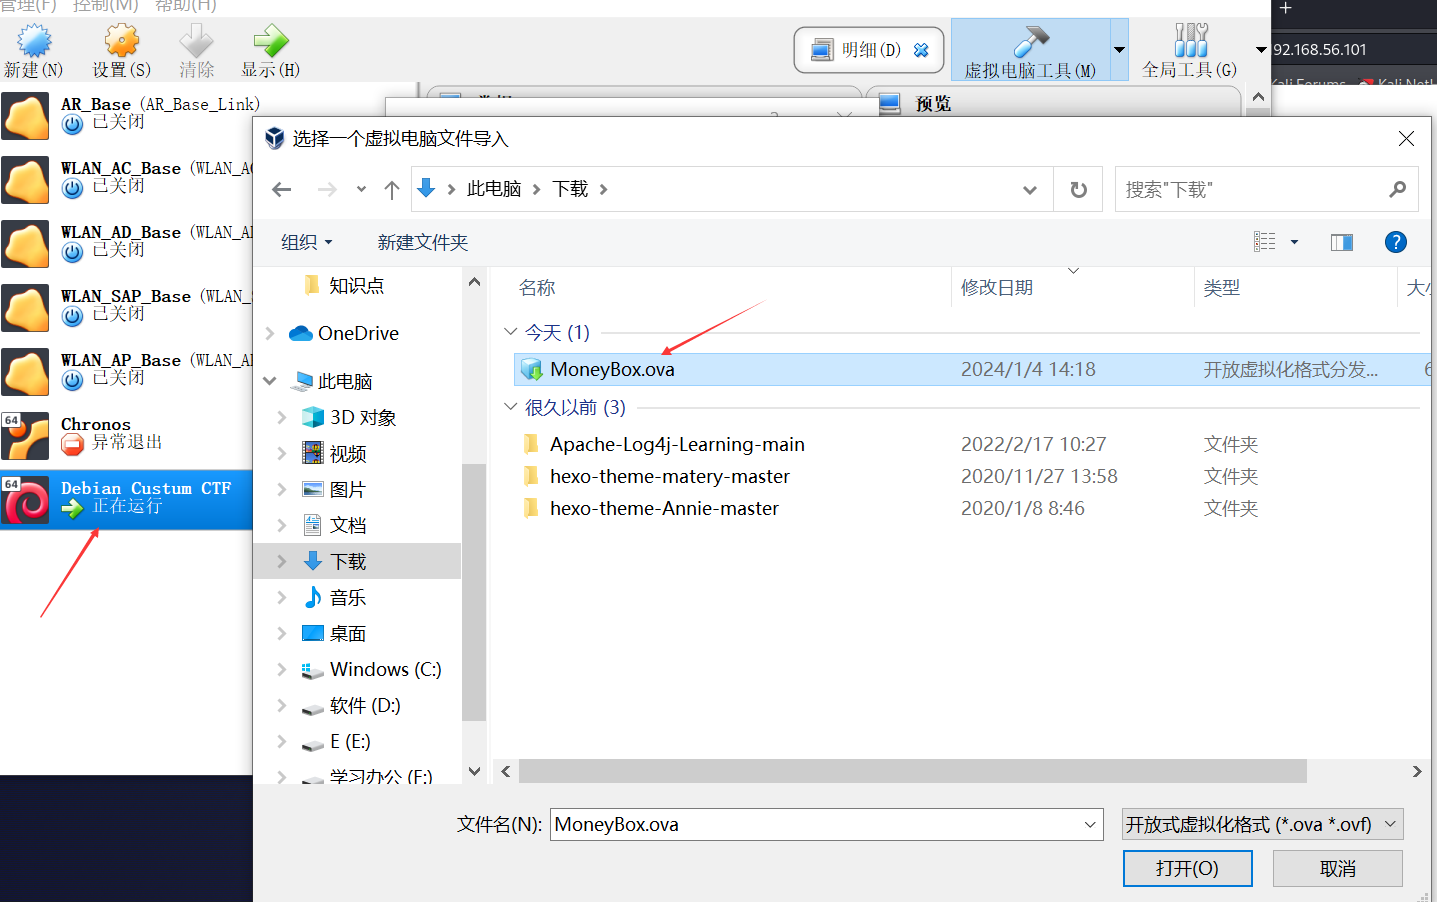 管理(F) 控制(M) 帮助(H)
新建(N) 设置(S) 清除 显示(H)
明细(D) 虚拟电脑工具(M) 全局工具(G)
92.168.56.101
Kali Forums
预览
AR_Base (AR_Base_Link)
已关闭
WLAN_AC_Base (WLAN_AC
已关闭
WLAN_AD_Base (WLAN_A
已关闭
WLAN_SAP_Base (WLAN_
已关闭
WLAN_AP_Base (WLAN_A
已关闭
64
Chronos
异常退出
64
Debian Custum CTF
正在运行
选择一个虚拟电脑文件导入
此电脑 下载
搜索"下载"
组织 新建文件夹
知识点
OneDrive
此电脑
3D 对象
视频
图片
文档
下载
音乐
桌面
Windows (C:)
软件 (D:)
E (E:)
学习办公 (F:)
名称 修改日期 类型 大小
今天 (1)
MoneyBox.ova 2024/1/4 14:18 开放虚拟化格式分发... 6
很久以前 (3)
Apache-Log4j-Learning-main 2022/2/17 10:27 文件夹
hexo-theme-matery-master 2020/11/27 13:58 文件夹
hexo-theme-Annie-master 2020/1/8 8:46 文件夹
文件名(N): MoneyBox.ova 开放式虚拟化格式 (*.ova *.ovf)
打开(O) 取消